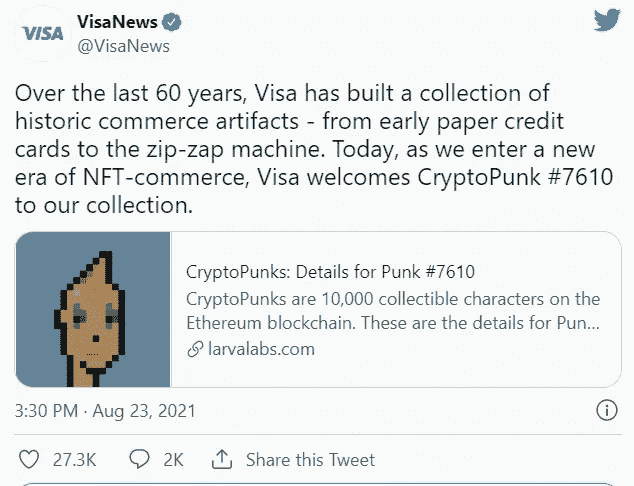 VISA
VisaNews
@VisaNews
Over the last 60 years, Visa has built a collection of
historic commerce artifacts - from early paper credit
cards to the zip-zap machine. Today, as we enter a new
era of NFT-commerce, Visa welcomes CryptoPunk #7610
to our collection.
CryptoPunks: Details for Punk #7610
CryptoPunks are 10,000 collectible characters on the
Ethereum blockchain. These are the details for Pun...
larvalabs.com
3:30 PM · Aug 23, 2021
27.3K 2K Share this Tweet